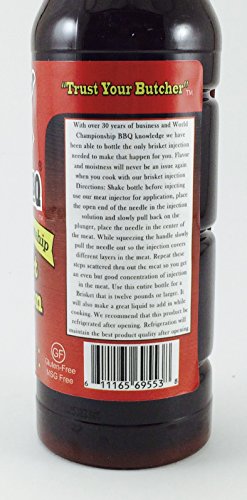 "Trust Your Butcher"™
With over 30 years of business and World
Championship BBQ knowledge we have
been able to bottle the only brisket injection
needed to make that happen for you. Flavor
and moistness will never be an issue when
you cook with our brisket injection
Directions: Shake bottle before injecting
use our meat injector for application, place
the open end of the needle in the injection
solution and slowly pull back on the
plunger, place the needle in the center of
the meat. While squeezing the handle slowly
pull the needle out so the injection covers
different layers in the meat. Repeat these
steps scattered thru out the meat so you get
an even but good concentration of injection
in the meat. Use this entire bottle for a
Brisket that is twelve pounds or larger. It
will also make a great liquid to add in while
cooking. We recommend that this product be
refrigerated after opening. Refrigeration will
maintain the best product quality after opening
GF
Gluten-Free
MSG Free
6 11165 69553 8